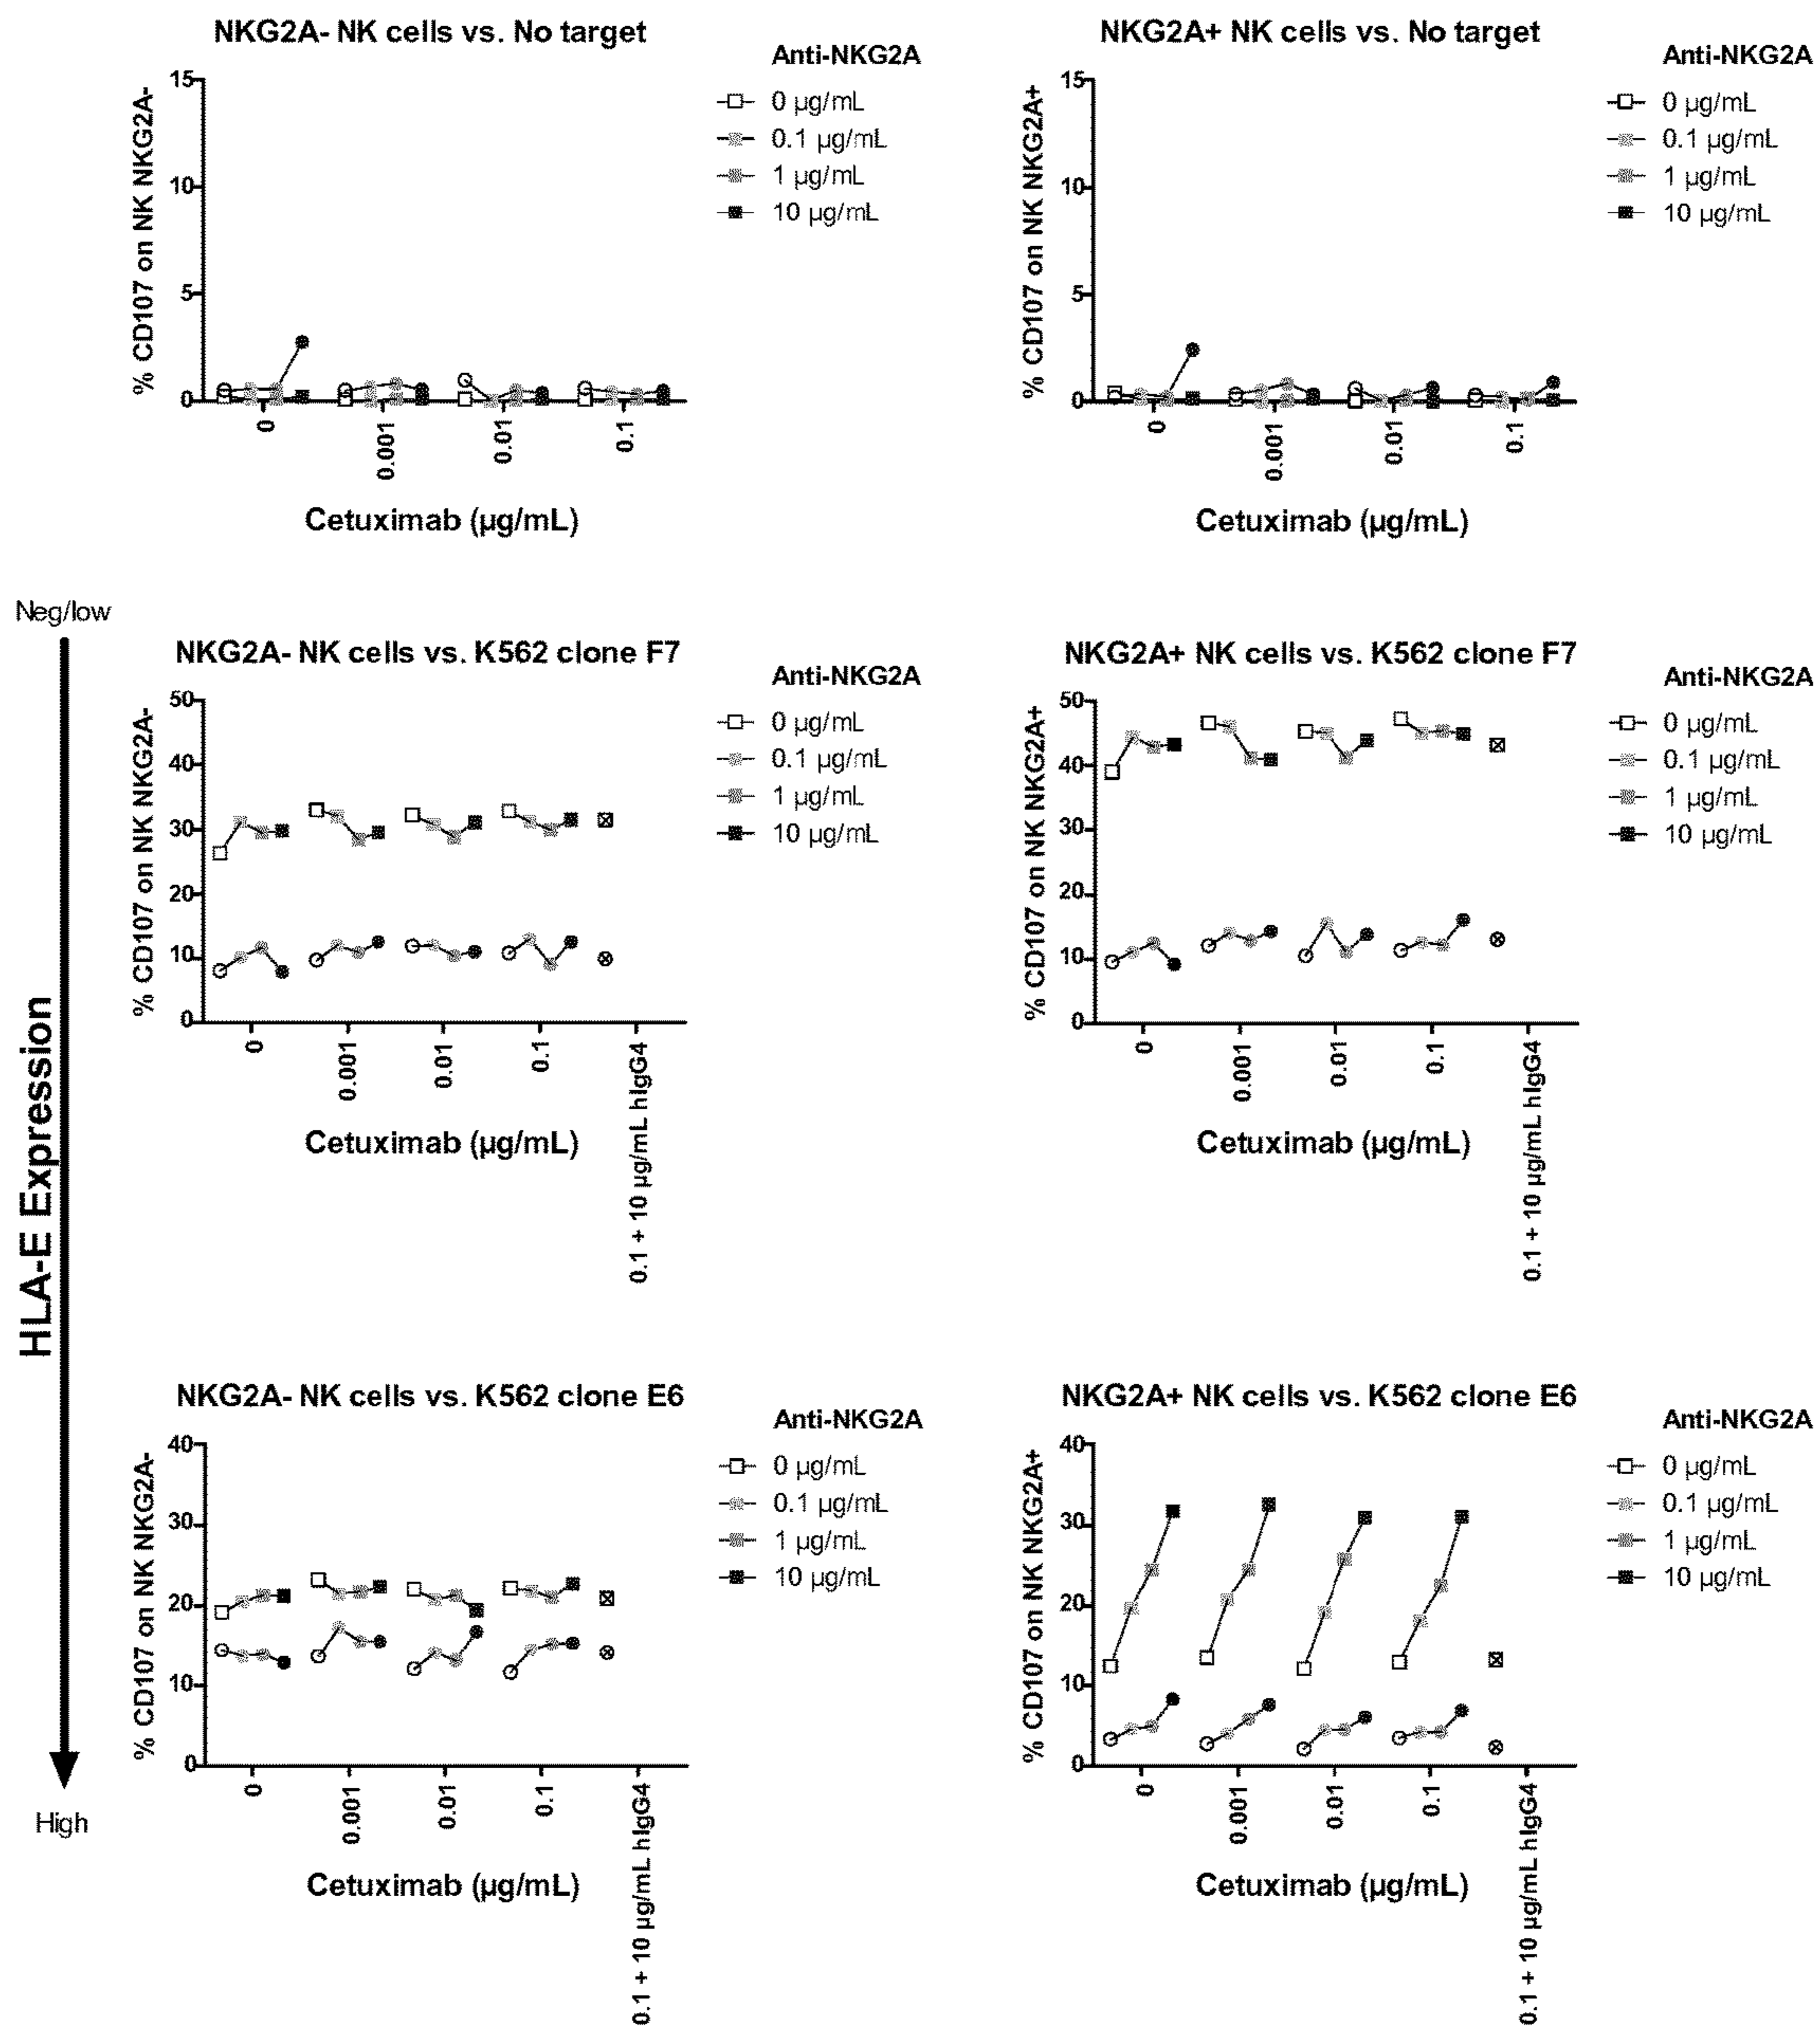 NKG2A- NK cells vs. No target
% CD107 on NK NKG2A-
15
10
5
0
0
0.001
0.01
0.1
Cetuximab (µg/mL)
Anti-NKG2A
0 µg/mL
0.1 µg/mL
1 µg/mL
10 µg/mL
NKG2A+ NK cells vs. No target
% CD107 on NK NKG2A+
15
10
5
0
0
0.001
0.01
0.1
Cetuximab (µg/mL)
Anti-NKG2A
0 µg/mL
0.1 µg/mL
1 µg/mL
10 µg/mL
Neg/low
HLA-E Expression
High
NKG2A- NK cells vs. K562 clone F7
% CD107 on NK NKG2A-
50
40
30
20
10
0
0
0.001
0.01
0.1
0.1 + 10 µg/mL hIgG4
Cetuximab (µg/mL)
Anti-NKG2A
0 µg/mL
0.1 µg/mL
1 µg/mL
10 µg/mL
NKG2A+ NK cells vs. K562 clone F7
% CD107 on NK NKG2A+
50
40
30
20
10
0
0
0.001
0.01
0.1
0.1 + 10 µg/mL hIgG4
Cetuximab (µg/mL)
Anti-NKG2A
0 µg/mL
0.1 µg/mL
1 µg/mL
10 µg/mL
NKG2A- NK cells vs. K562 clone E6
% CD107 on NK NKG2A-
40
30
20
10
0
0
0.001
0.01
0.1
0.1 + 10 µg/mL hIgG4
Cetuximab (µg/mL)
Anti-NKG2A
0 µg/mL
0.1 µg/mL
1 µg/mL
10 µg/mL
NKG2A+ NK cells vs. K562 clone E6
% CD107 on NK NKG2A+
40
30
20
10
0
0
0.001
0.01
0.1
0.1 + 10 µg/mL hIgG4
Cetuximab (µg/mL)
Anti-NKG2A
0 µg/mL
0.1 µg/mL
1 µg/mL
10 µg/mL